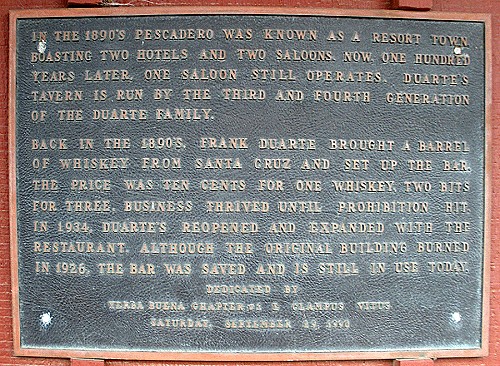 IN THE 1890'S PESCADERO WAS KNOWN AS A RESORT TOWN
BOASTING TWO HOTELS AND TWO SALOONS. NOW, ONE HUNDRED
YEARS LATER, ONE SALOON STILL OPERATES. DUARTE'S
TAVERN IS RUN BY THE THIRD AND FOURTH GENERATION
OF THE DUARTE FAMILY.
BACK IN THE 1890'S, FRANK DUARTE BROUGHT A BARREL
OF WHISKEY FROM SANTA CRUZ AND SET UP THE BAR.
THE PRICE WAS TEN CENTS FOR ONE WHISKEY, TWO BITS
FOR THREE, BUSINESS THRIVED UNTIL PROHIBITION HIT.
IN 1934, DUARTE'S REOPENED AND EXPANDED WITH THE
RESTAURANT. ALTHOUGH THE ORIGINAL BUILDING BURNED
IN 1926, THE BAR WAS SAVED AND IS STILL IN USE TODAY.
DEDICATED BY
YERBA BUENA CHAPTER #1 E CLAMPUS VITUS
SATURDAY, SEPTEMBER 29, 1990